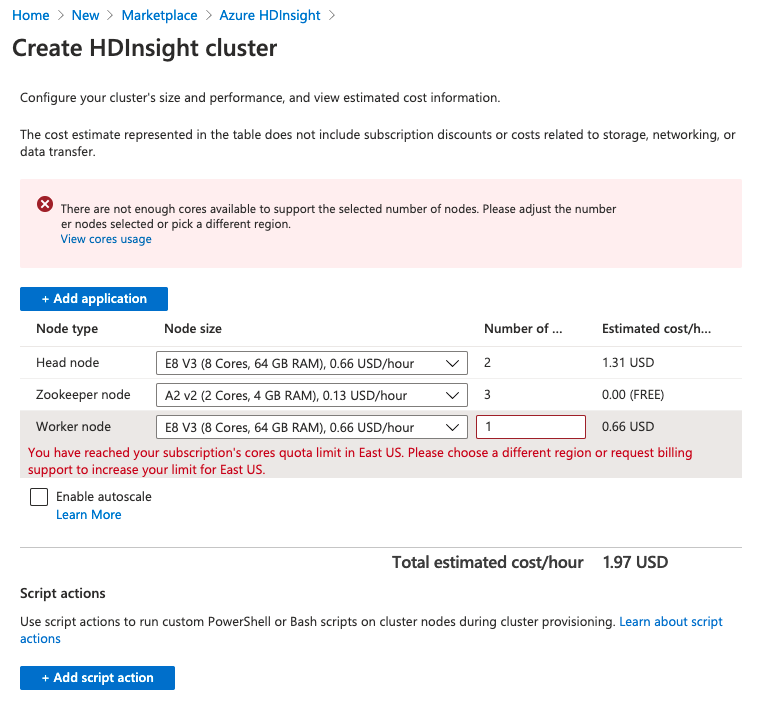 Home > New > Marketplace > Azure HDInsight >
Create HDInsight cluster
Configure your cluster's size and performance, and view estimated cost information.
The cost estimate represented in the table does not include subscription discounts or costs related to storage, networking, or
data transfer.
There are not enough cores available to support the selected number of nodes. Please adjust the number
er nodes selected or pick a different region.
View cores usage
+ Add application
Node type Node size Number of ... Estimated cost/h...
Head node E8 V3 (8 Cores, 64 GB RAM), 0.66 USD/hour 2 1.31 USD
Zookeeper node A2 v2 (2 Cores, 4 GB RAM), 0.13 USD/hour 3 0.00 (FREE)
Worker node E8 V3 (8 Cores, 64 GB RAM), 0.66 USD/hour 1 0.66 USD
You have reached your subscription's cores quota limit in East US. Please choose a different region or request billing
support to increase your limit for East US.
Enable autoscale
Learn More
Total estimated cost/hour 1.97 USD
Script actions
Use script actions to run custom PowerShell or Bash scripts on cluster nodes during cluster provisioning. Learn about script
actions
+ Add script action